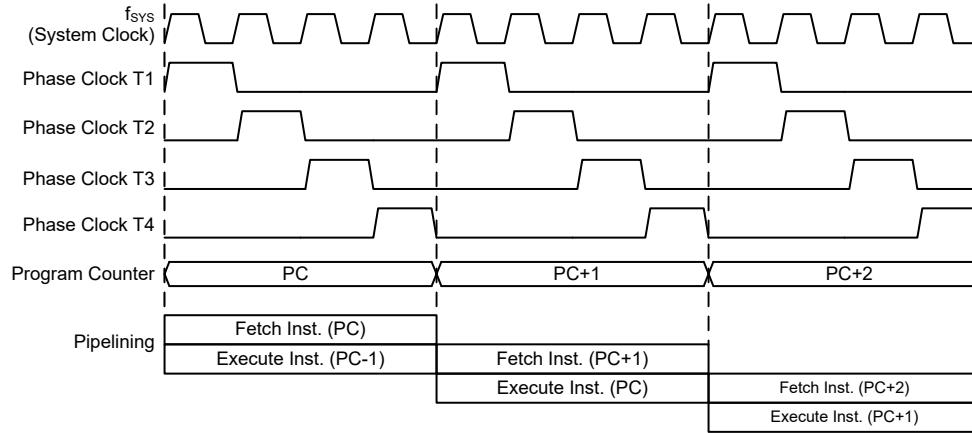 fSYS
(System Clock)
Phase Clock T1
Phase Clock T2
Phase Clock T3
Phase Clock T4
Program Counter PC PC+1 PC+2
Pipelining
Fetch Inst. (PC)
Execute Inst. (PC-1) Fetch Inst. (PC+1)
Execute Inst. (PC) Fetch Inst. (PC+2)
Execute Inst. (PC+1)